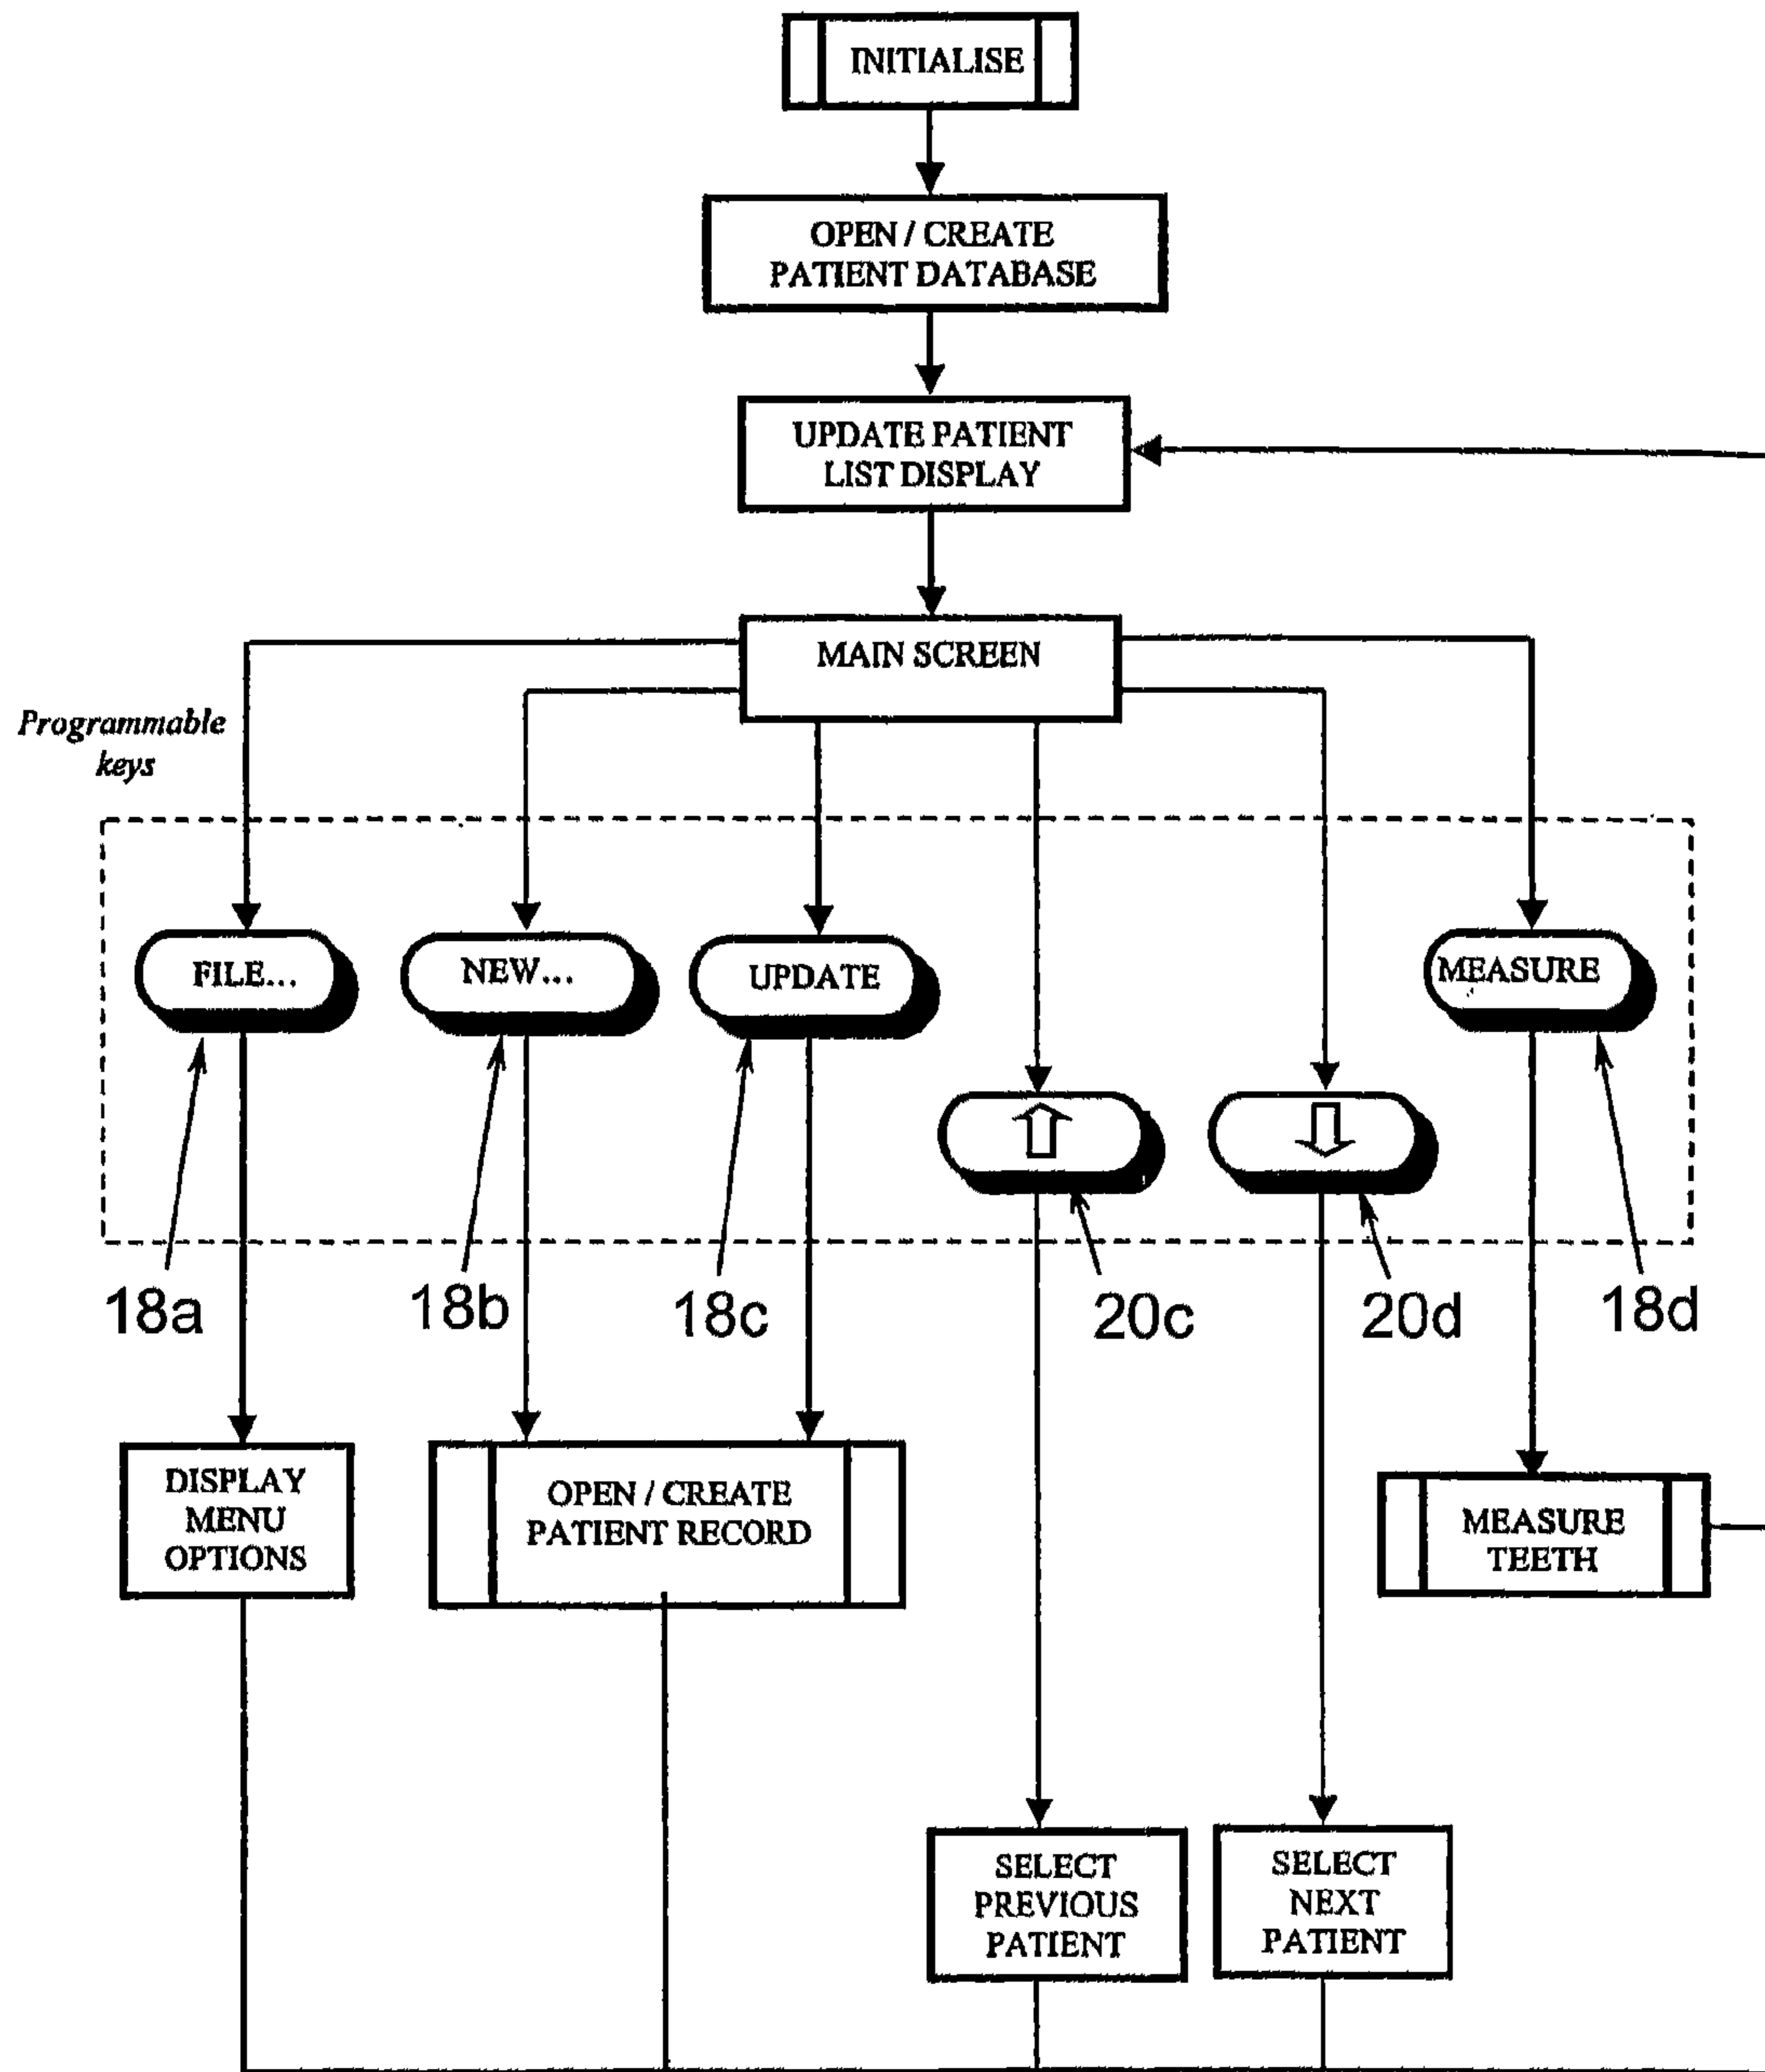 INITIALISE
OPEN / CREATE
PATIENT DATABASE
UPDATE PATIENT
LIST DISPLAY
MAIN SCREEN
Programmable
keys
FILE...
NEW...
UPDATE
MEASURE
18a
18b
18c
20c
20d
18d
DISPLAY
MENU
OPTIONS
OPEN / CREATE
PATIENT RECORD
MEASURE
TEETH
SELECT
PREVIOUS
PATIENT
SELECT
NEXT
PATIENT